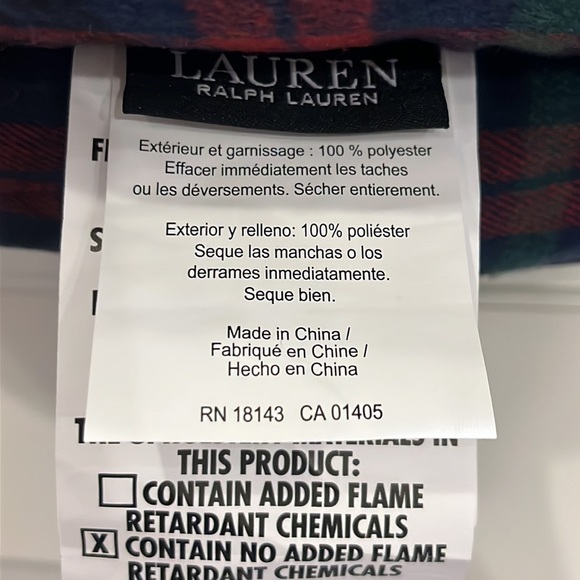 LAUREN
RALPH LAUREN
Extérieur et garnissage : 100 % polyester
Effacer immédiatement les taches
ou les déversements. Sécher entierement.
Exterior y relleno: 100% poliéster
Seque las manchas o los
derrames inmediatamente.
Seque bien.
Made in China /
Fabriqué en Chine /
Hecho en China
RN 18143 CA 01405
THIS PRODUCT:
CONTAIN ADDED FLAME
RETARDANT CHEMICALS
X CONTAIN NO ADDED FLAME
RETARDANT CHEMICALS